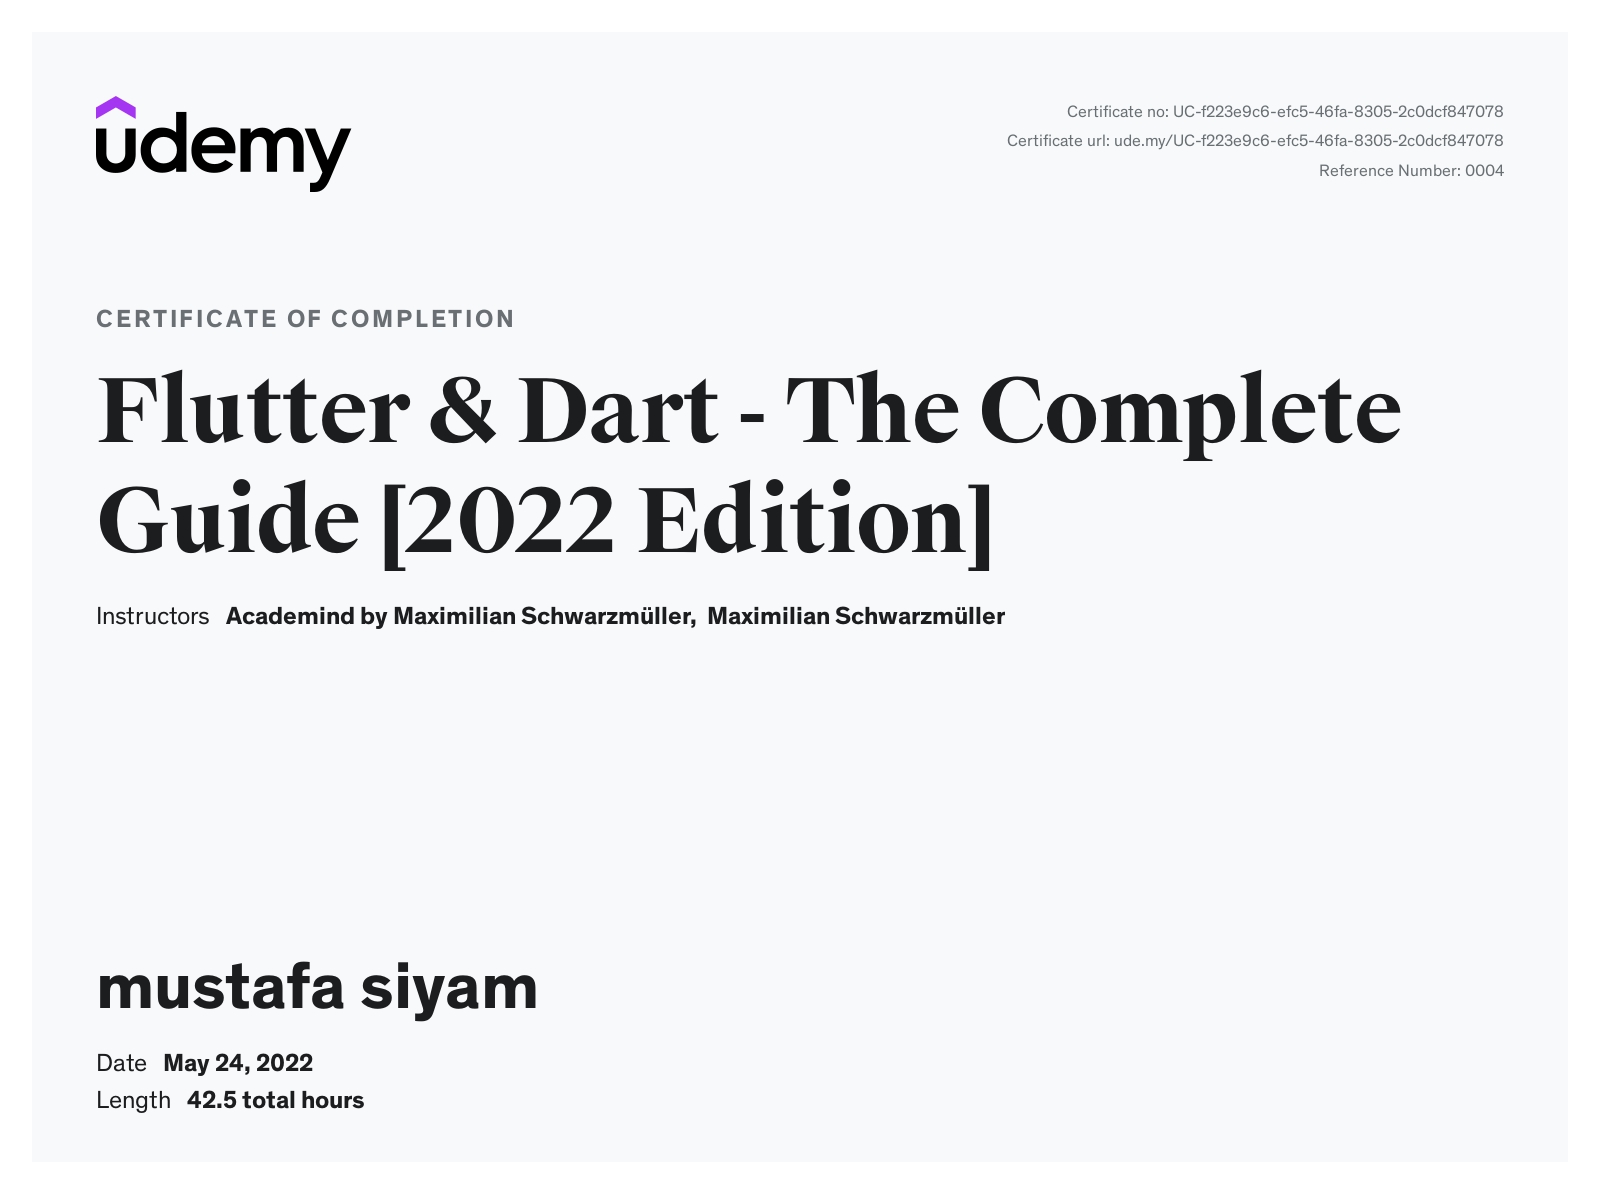 udemy
Certificate no: UC-f223e9c6-efc5-46fa-8305-2c0dcf847078
Certificate url: ude.my/UC-f223e9c6-efc5-46fa-8305-2c0dcf847078
Reference Number: 0004
CERTIFICATE OF COMPLETION
Flutter & Dart - The Complete
Guide [2022 Edition]
Instructors Academind by Maximilian Schwarzmüller, Maximilian Schwarzmüller
mustafa siyam
Date May 24, 2022
Length 42.5 total hours